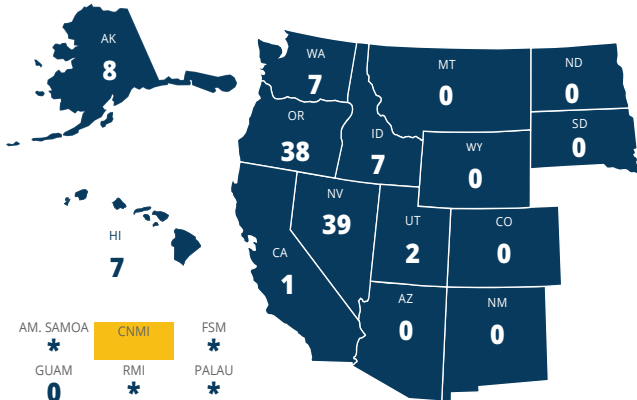 AK
8
WA
7
MT
0
ND
0
OR
38
ID
7
SD
0
WY
0
NV
39
HI
7
CA
1
UT
2
CO
0
AZ
0
NM
0
AM. SAMOA
*
CNMI
FSM
*
GUAM
0
RMI
*
PALAU
*